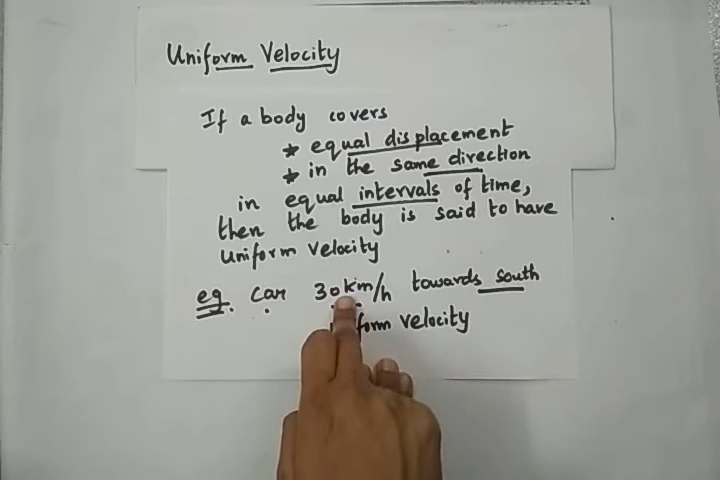 Uniform Velocity
If a body covers
* equal displacement
* in the same direction
in equal intervals of time,
then the body is said to have
uniform velocity
eg. Car 30km/h towards south
velocity